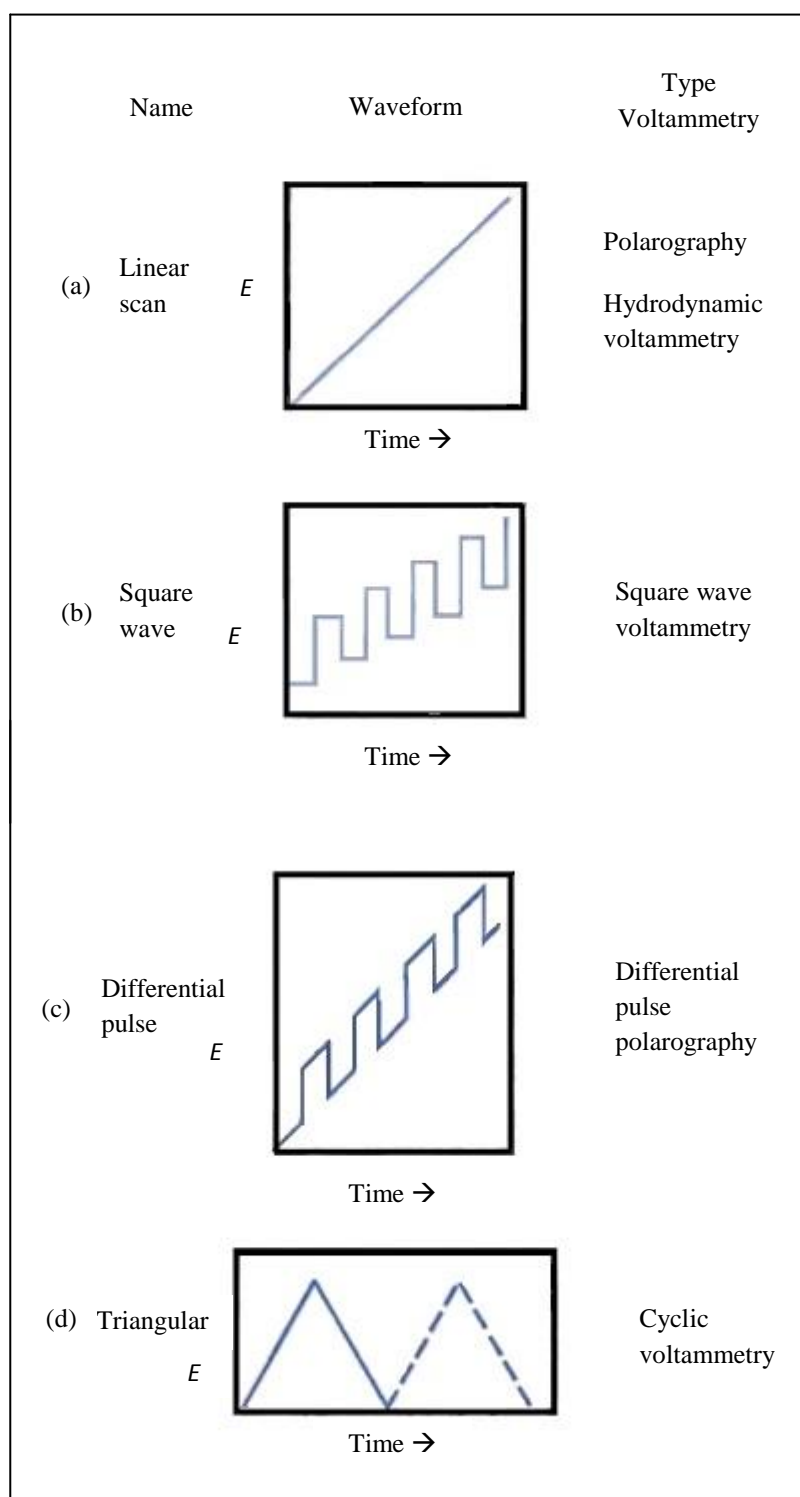 Name
Waveform
Type
Voltammetry
(a)
Linear
scan
E
Time →
Polarography
Hydrodynamic
voltammetry
(b)
Square
wave
E
Time →
Square wave
voltammetry
(c)
Differential
pulse
E
Time →
Differential
pulse
polarography
(d)
Triangular
E
Time →
Cyclic
voltammetry